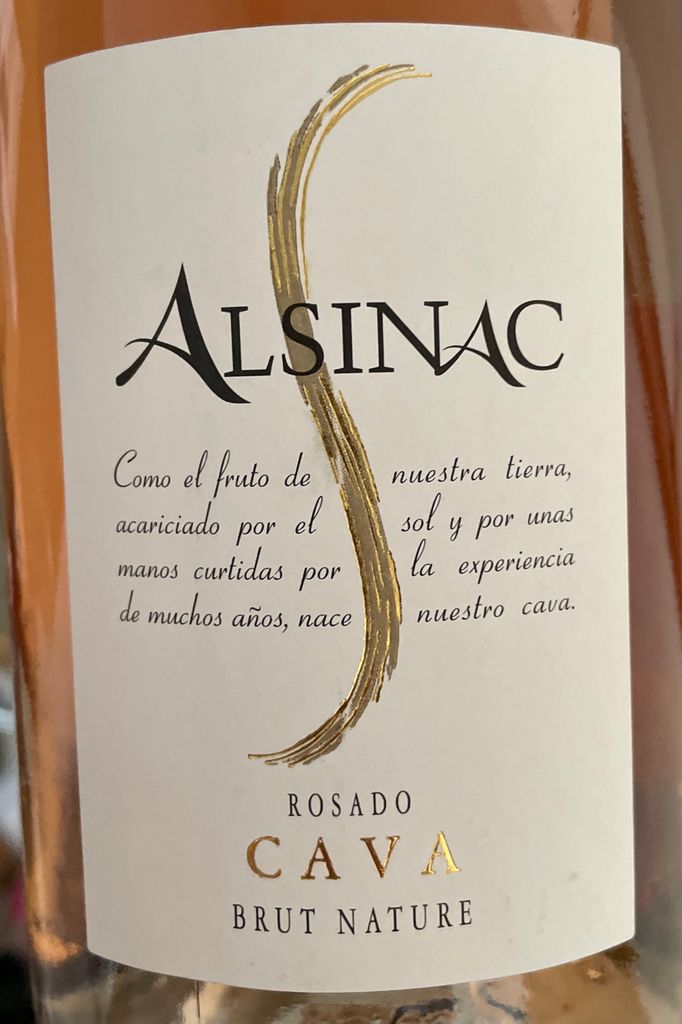 ALSINAC
Como el fruto de nuestra tierra,
acariciado por el sol y por unas
manos curtidas por la experiencia
de muchos años, nace nuestro cava.
ROSADO
CAVA
BRUT NATURE